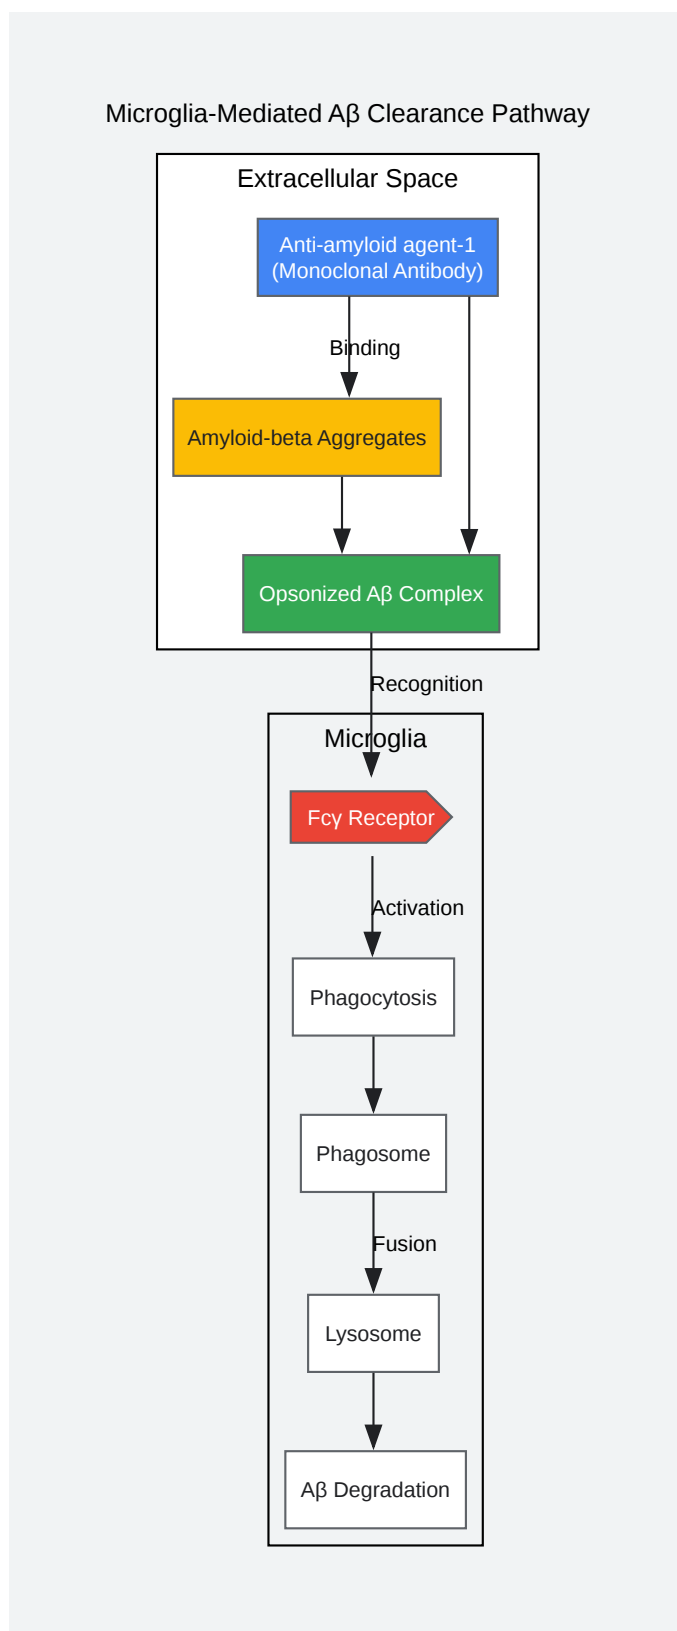 Microglia-Mediated Aβ Clearance Pathway
Extracellular Space
Anti-amyloid agent-1
(Monoclonal Antibody)
Binding
Amyloid-beta Aggregates
Opsonized Aβ Complex
Recognition
Microglia
Fcγ Receptor
Activation
Phagocytosis
Phagosome
Fusion
Lysosome
Aβ Degradation